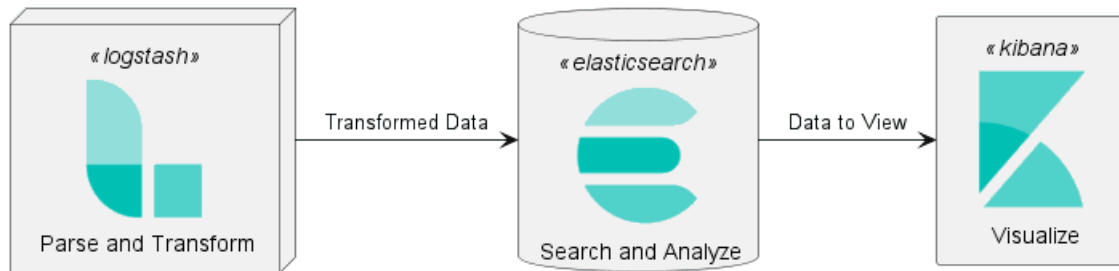 «logstash»
Parse and Transform
Transformed Data
«elasticsearch»
Search and Analyze
Data to View
«kibana»
Visualize